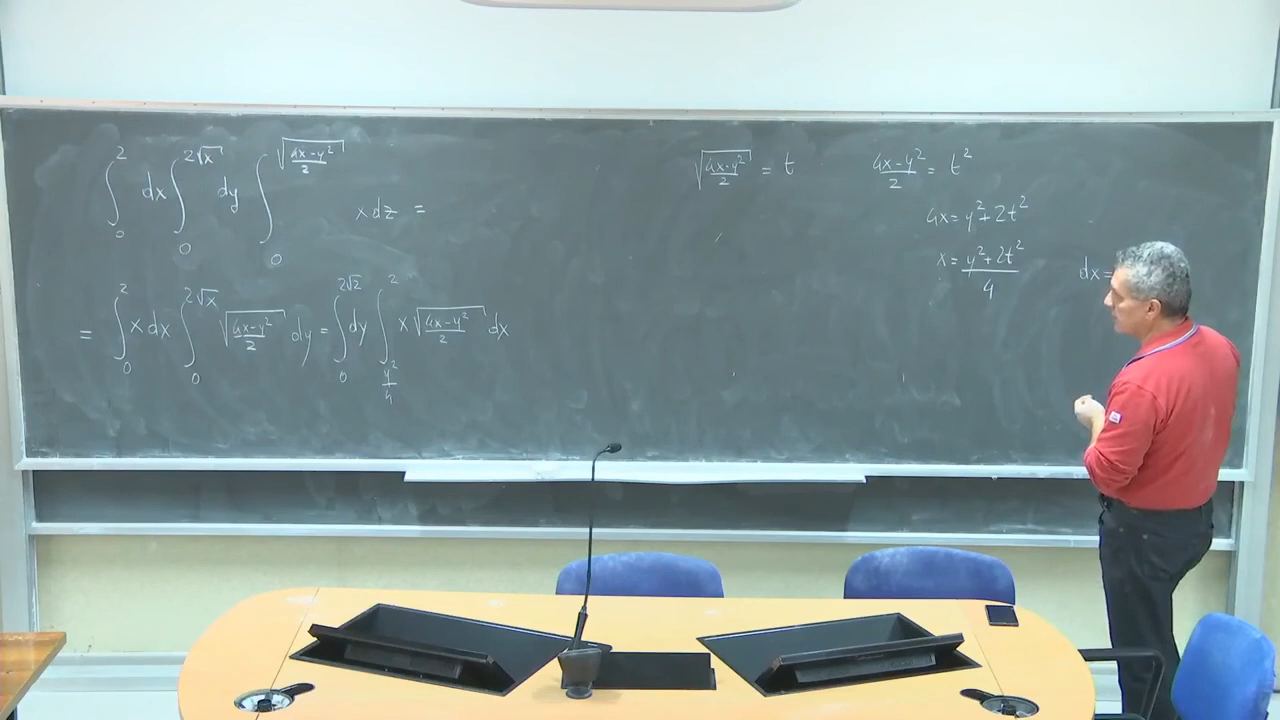 ∫₀² dx ∫₀^{2√x} dy ∫₀^{√((4x-y²)/2)} x dz =
= ∫₀² x dx ∫₀^{2√x} √((4x-y²)/2) dy = ∫₀^{2√2} dy ∫_{y²/4}² x √((4x-y²)/2) dx
√((4x-y²)/2) = t
(4x-y²)/2 = t²
4x = y²+2t²
x = (y²+2t²)/4
dx =